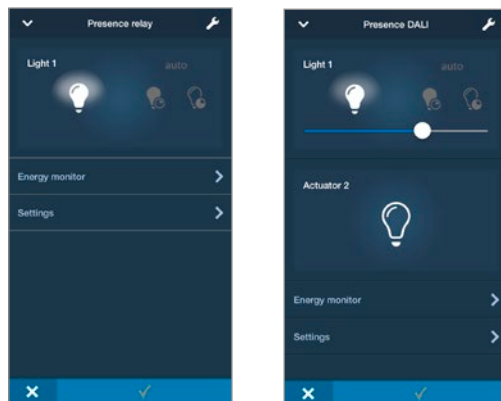 Presence relay
Light 1
auto
Energy monitor
Settings
Presence DALI
Light 1
auto
Actuator 2
Energy monitor
Settings